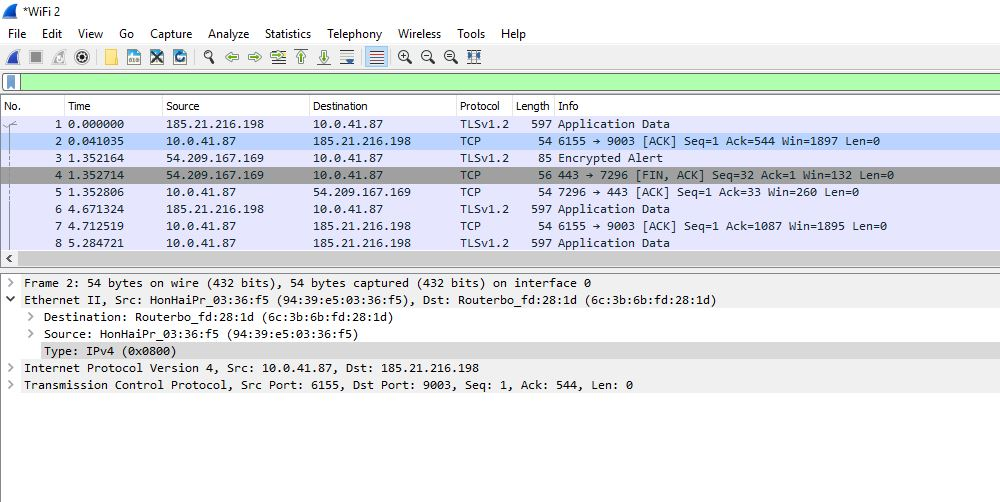 *WiFi 2
File Edit View Go Capture Analyze Statistics Telephony Wireless Tools Help
No. Time Source Destination Protocol Length Info
1 0.000000 185.21.216.198 10.0.41.87 TLSv1.2 597 Application Data
2 0.041035 10.0.41.87 185.21.216.198 TCP 54 6155 → 9003 [ACK] Seq=1 Ack=544 Win=1897 Len=0
3 1.352164 54.209.167.169 10.0.41.87 TLSv1.2 85 Encrypted Alert
4 1.352714 54.209.167.169 10.0.41.87 TCP 56 443 → 7296 [FIN, ACK] Seq=32 Ack=1 Win=132 Len=0
5 1.352806 10.0.41.87 54.209.167.169 TCP 54 7296 → 443 [ACK] Seq=1 Ack=33 Win=260 Len=0
6 4.671324 185.21.216.198 10.0.41.87 TLSv1.2 597 Application Data
7 4.712519 10.0.41.87 185.21.216.198 TCP 54 6155 → 9003 [ACK] Seq=1 Ack=1087 Win=1895 Len=0
8 5.284721 10.0.41.87 185.21.216.198 TLSv1.2 597 Application Data
Frame 2: 54 bytes on wire (432 bits), 54 bytes captured (432 bits) on interface 0
Ethernet II, Src: HonHaiPr_03:36:f5 (94:39:e5:03:36:f5), Dst: Routerbo_fd:28:1d (6c:3b:6b:fd:28:1d)
Destination: Routerbo_fd:28:1d (6c:3b:6b:fd:28:1d)
Source: HonHaiPr_03:36:f5 (94:39:e5:03:36:f5)
Type: IPv4 (0x0800)
Internet Protocol Version 4, Src: 10.0.41.87, Dst: 185.21.216.198
Transmission Control Protocol, Src Port: 6155, Dst Port: 9003, Seq: 1, Ack: 544, Len: 0